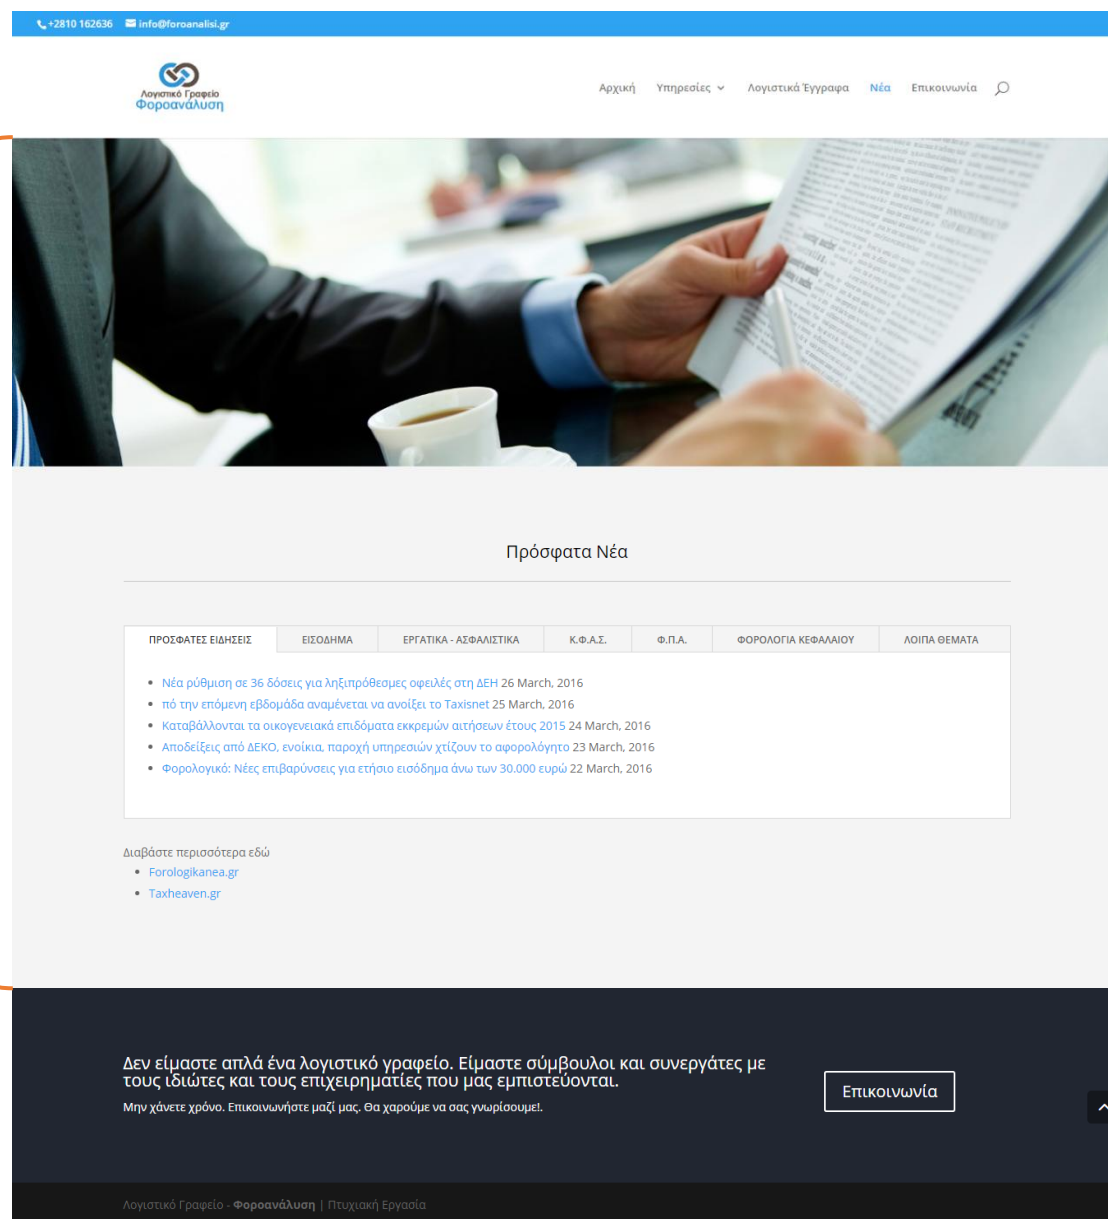 +2810 162636 info@foroanalisi.gr
Λογιστικό Γραφείο
Φοροανάλυση
Αρχική Υπηρεσίες Λογιστικά Έγγραφα Νέα Επικοινωνία
Πρόσφατα Νέα
ΠΡΟΣΦΑΤΕΣ ΕΙΔΗΣΕΙΣ ΕΙΣΟΔΗΜΑ ΕΡΓΑΤΙΚΑ - ΑΣΦΑΛΙΣΤΙΚΑ Κ.Φ.Α.Σ. Φ.Π.Α. ΦΟΡΟΛΟΓΙΑ ΚΕΦΑΛΑΙΟΥ ΛΟΙΠΑ ΘΕΜΑΤΑ
Νέα ρύθμιση σε 36 δόσεις για ληξιπρόθεσμες οφειλές στη ΔΕΗ 26 March, 2016
πό την επόμενη εβδομάδα αναμένεται να ανοίξει το Taxisnet 25 March, 2016
Καταβάλλονται τα οικογενειακά επιδόματα εκκρεμών αιτήσεων έτους 2015 24 March, 2016
Αποδείξεις από ΔΕΚΟ, ενοίκια, παροχή υπηρεσιών χτίζουν το αφορολόγητο 23 March, 2016
Φορολογικό: Νέες επιβαρύνσεις για ετήσιο εισόδημα άνω των 30.000 ευρώ 22 March, 2016
Διαβάστε περισσότερα εδώ
Forologikanea.gr
Taxheaven.gr
Δεν είμαστε απλά ένα λογιστικό γραφείο. Είμαστε σύμβουλοι και συνεργάτες με
τους ιδιώτες και τους επιχειρηματίες που μας εμπιστεύονται.
Μην χάνετε χρόνο. Επικοινωνήστε μαζί μας. Θα χαρούμε να σας γνωρίσουμε!.
Επικοινωνία
Λογιστικό Γραφείο - Φοροανάλυση | Πτυχιακή Εργασία